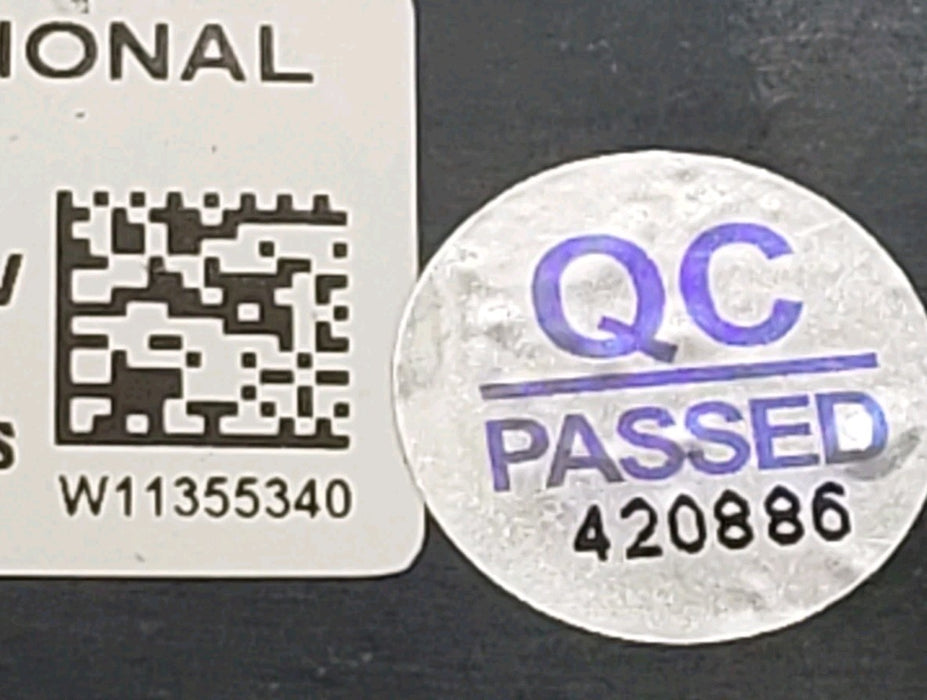 IONAL
W11355340
QC
PASSED
420886